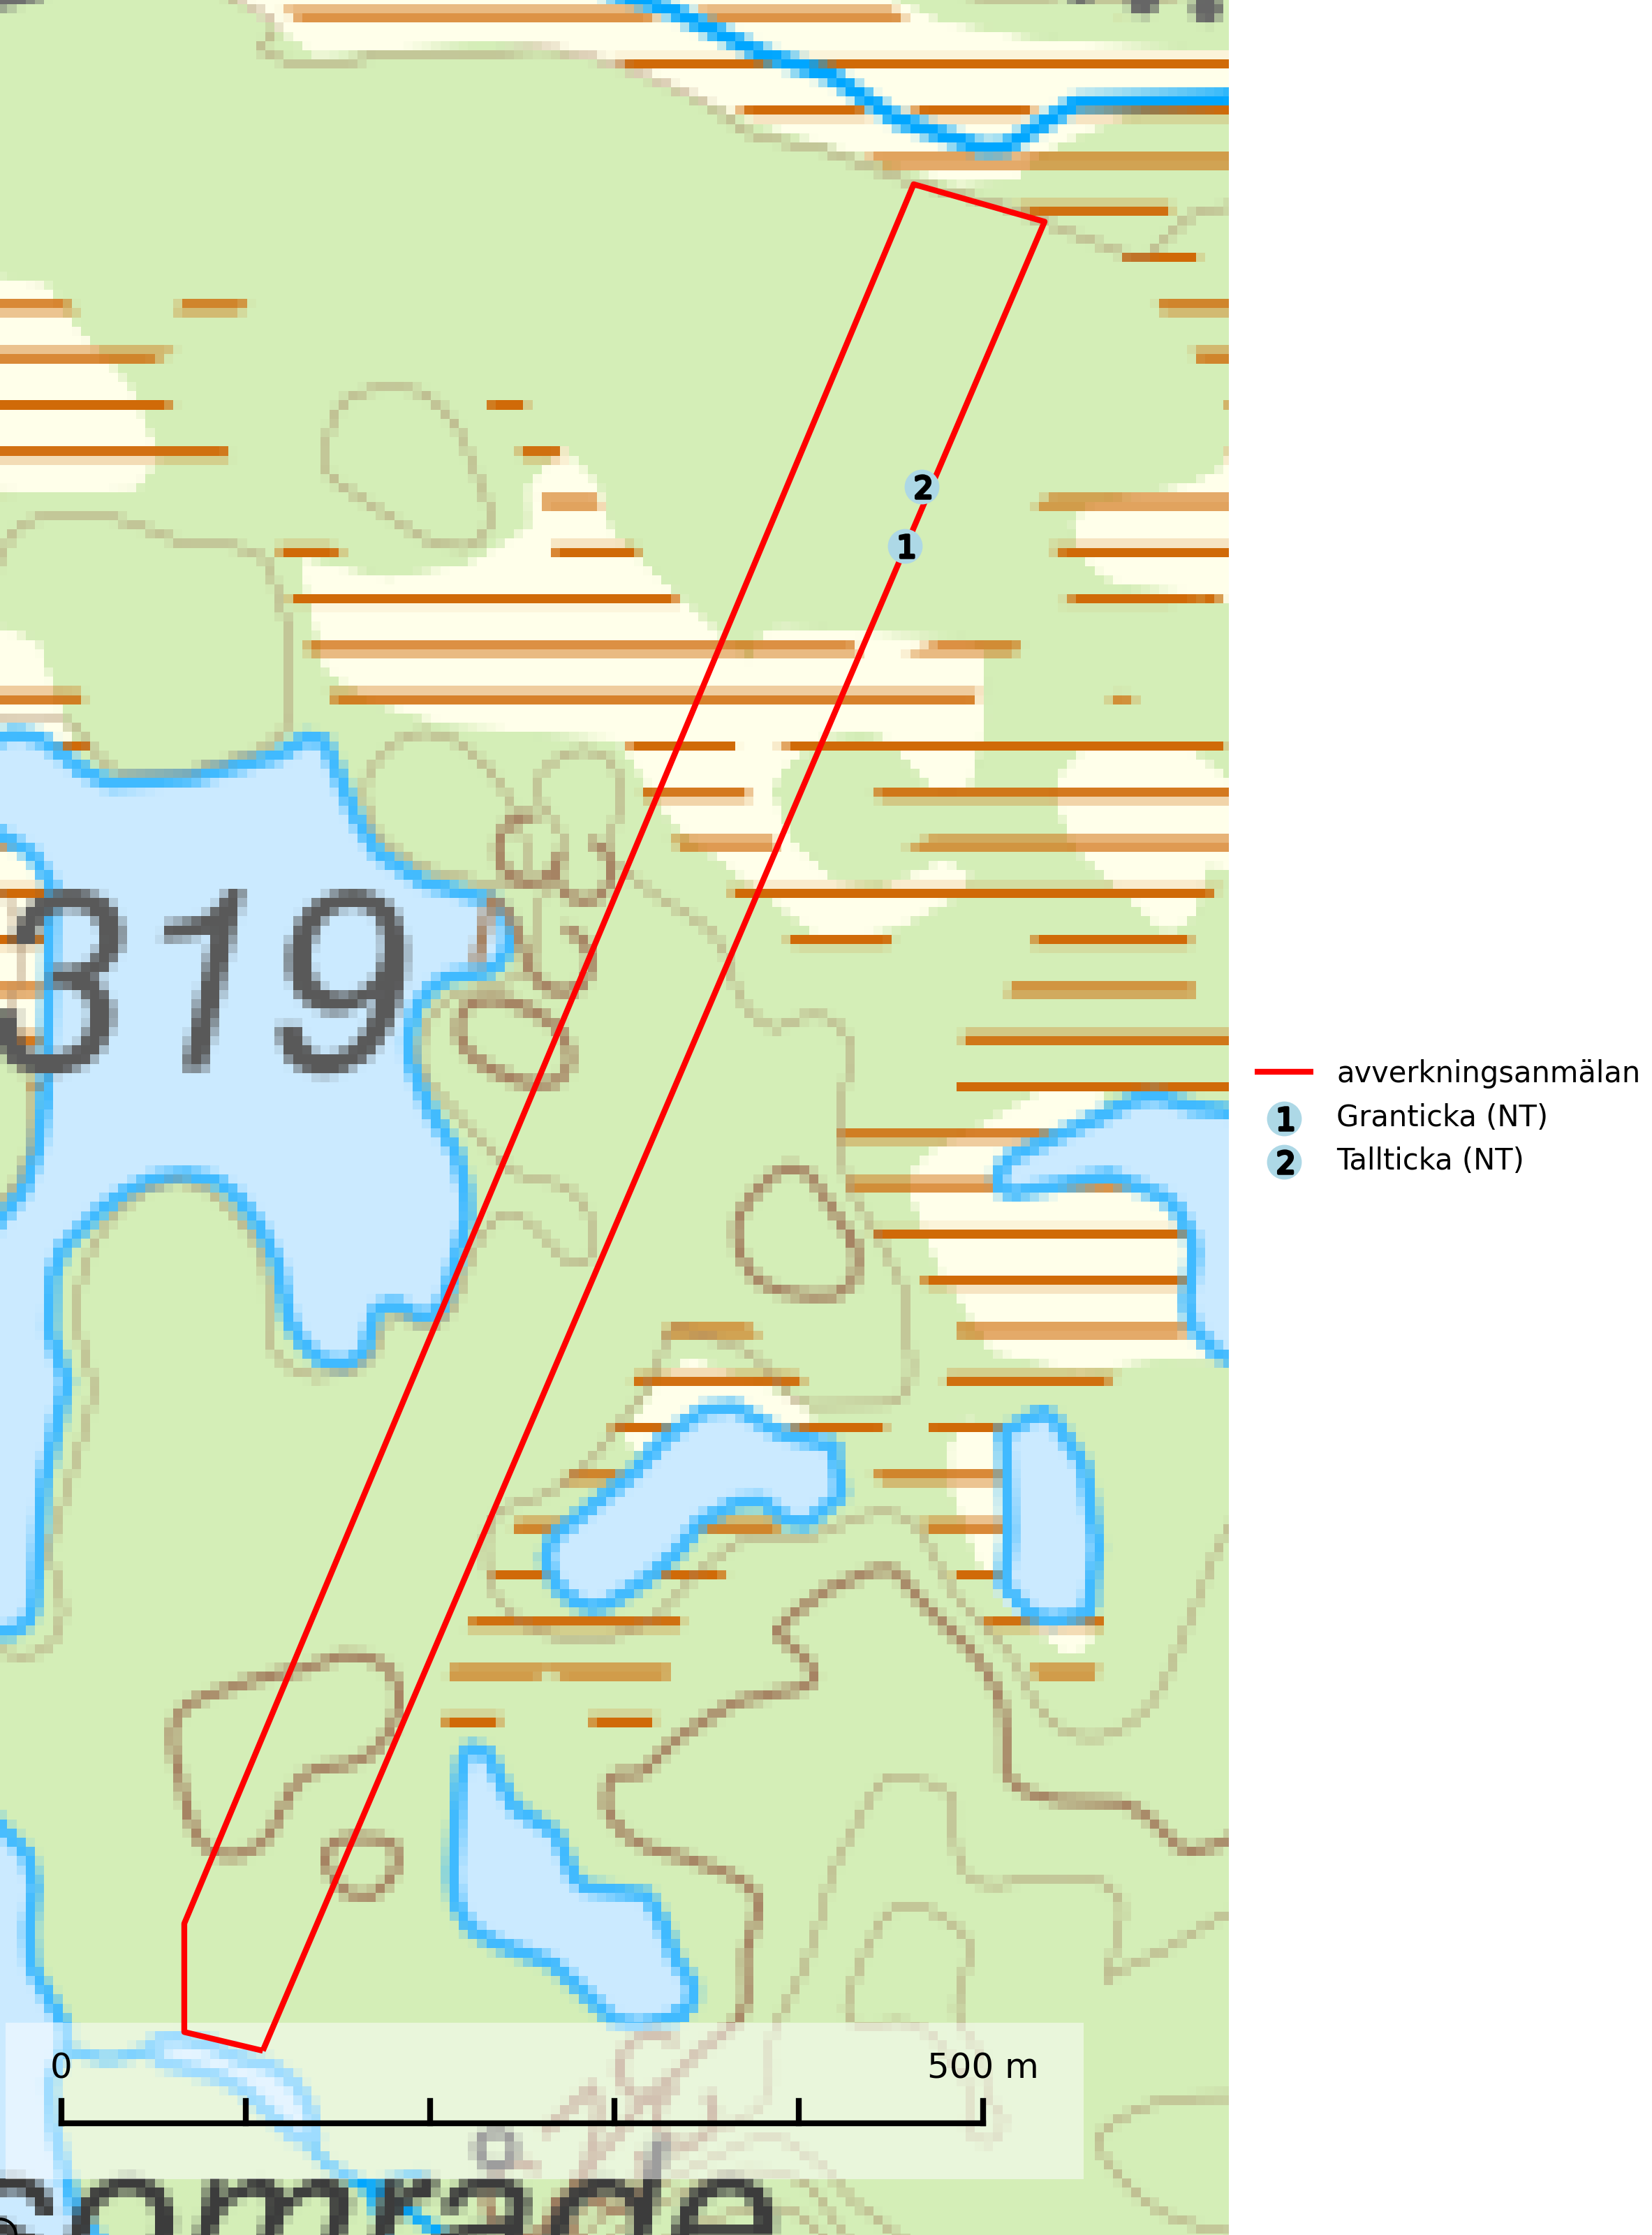 2
1
319
avverkningsanmälan
1 Granticka (NT)
2 Tallticka (NT)
0 500 m
område